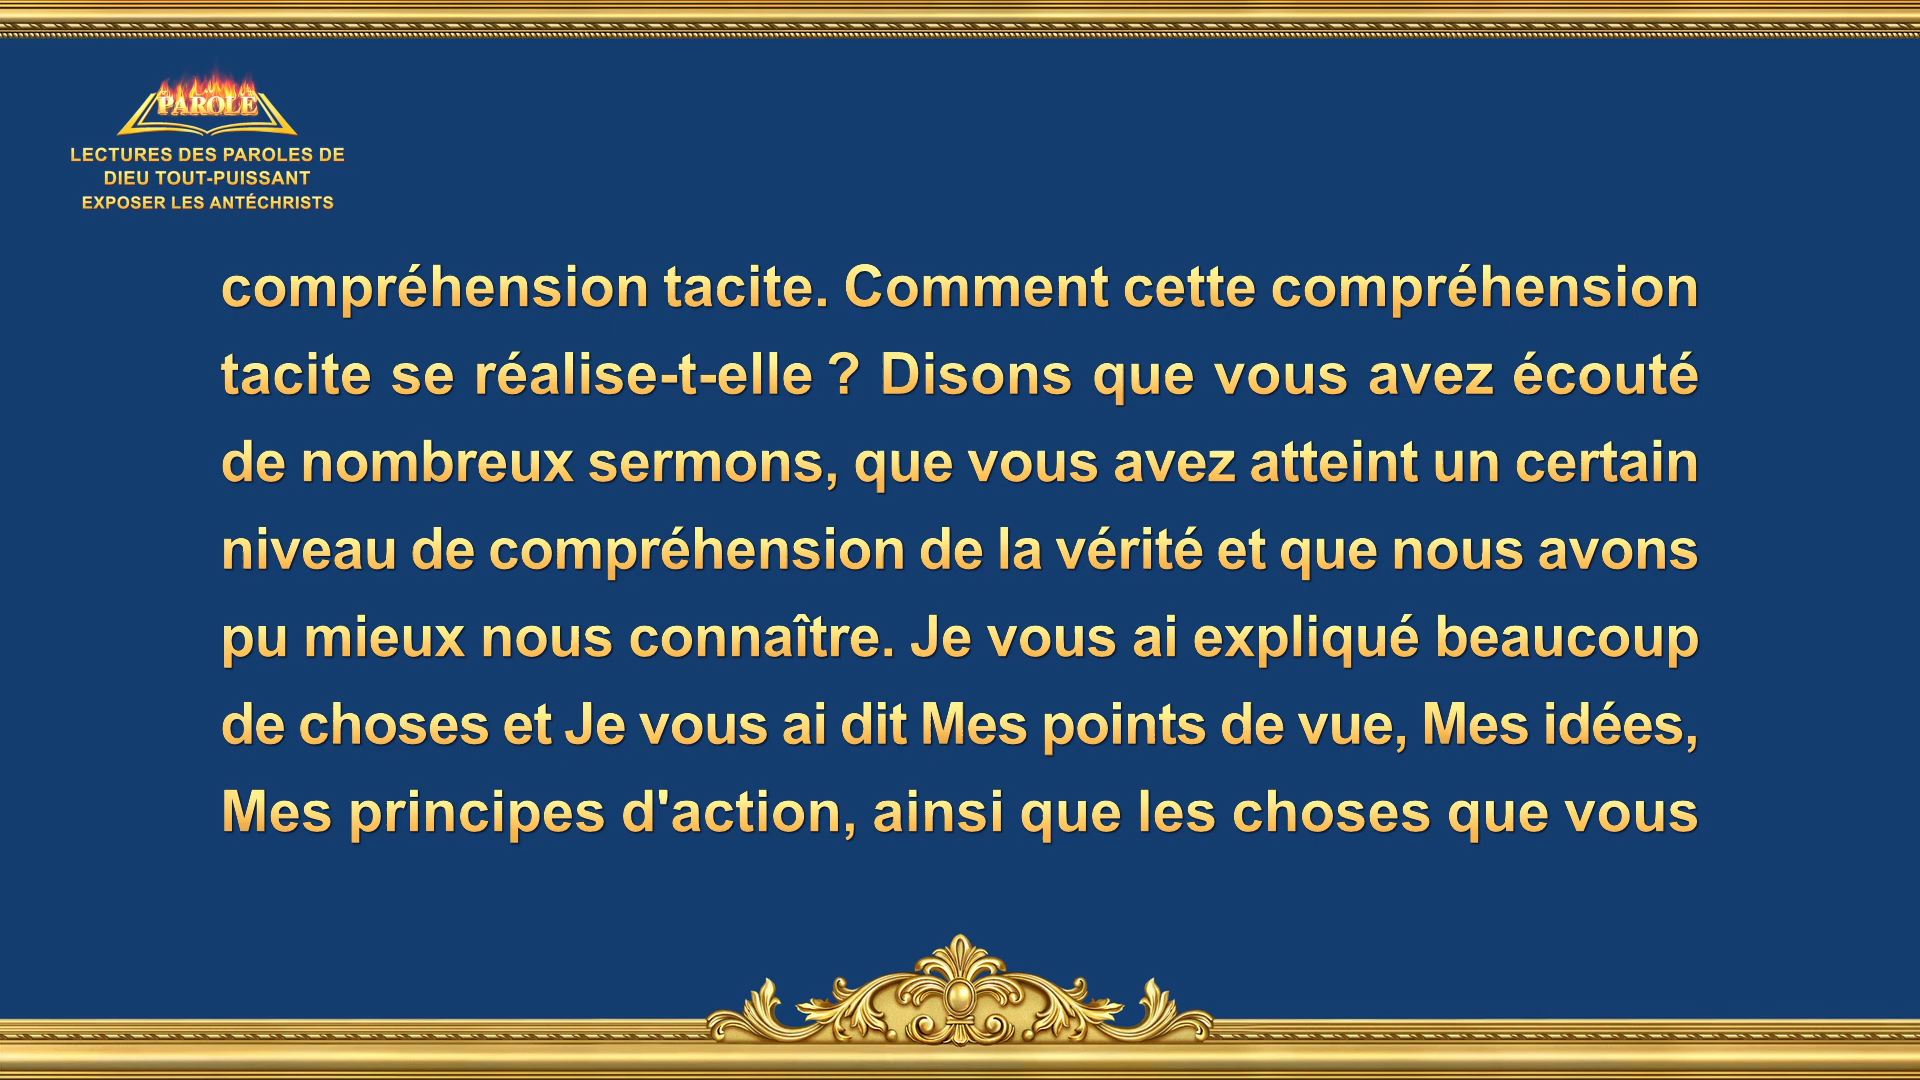 PAROLE
LECTURES DES PAROLES DE
DIEU TOUT-PUISSANT
EXPOSER LES ANTÉCHRISTS
compréhension tacite. Comment cette compréhension
tacite se réalise-t-elle ? Disons que vous avez écouté
de nombreux sermons, que vous avez atteint un certain
niveau de compréhension de la vérité et que nous avons
pu mieux nous connaître. Je vous ai expliqué beaucoup
de choses et Je vous ai dit Mes points de vue, Mes idées,
Mes principes d'action, ainsi que les choses que vous